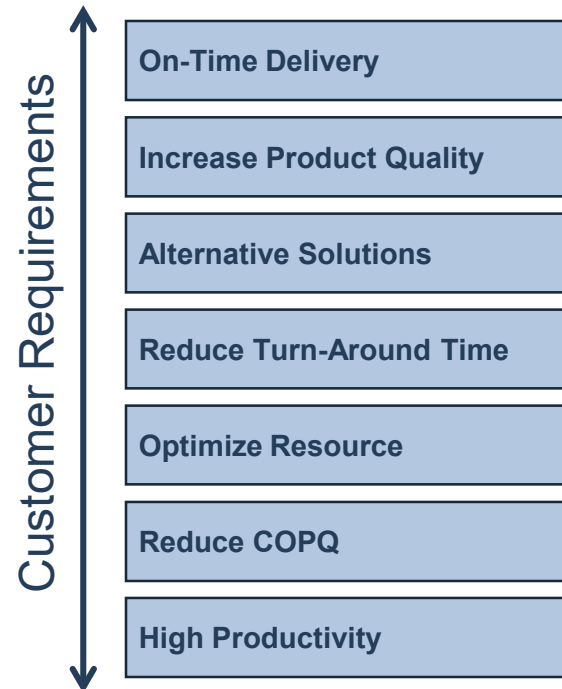 Customer Requirements
On-Time Delivery
Increase Product Quality
Alternative Solutions
Reduce Turn-Around Time
Optimize Resource
Reduce COPQ
High Productivity